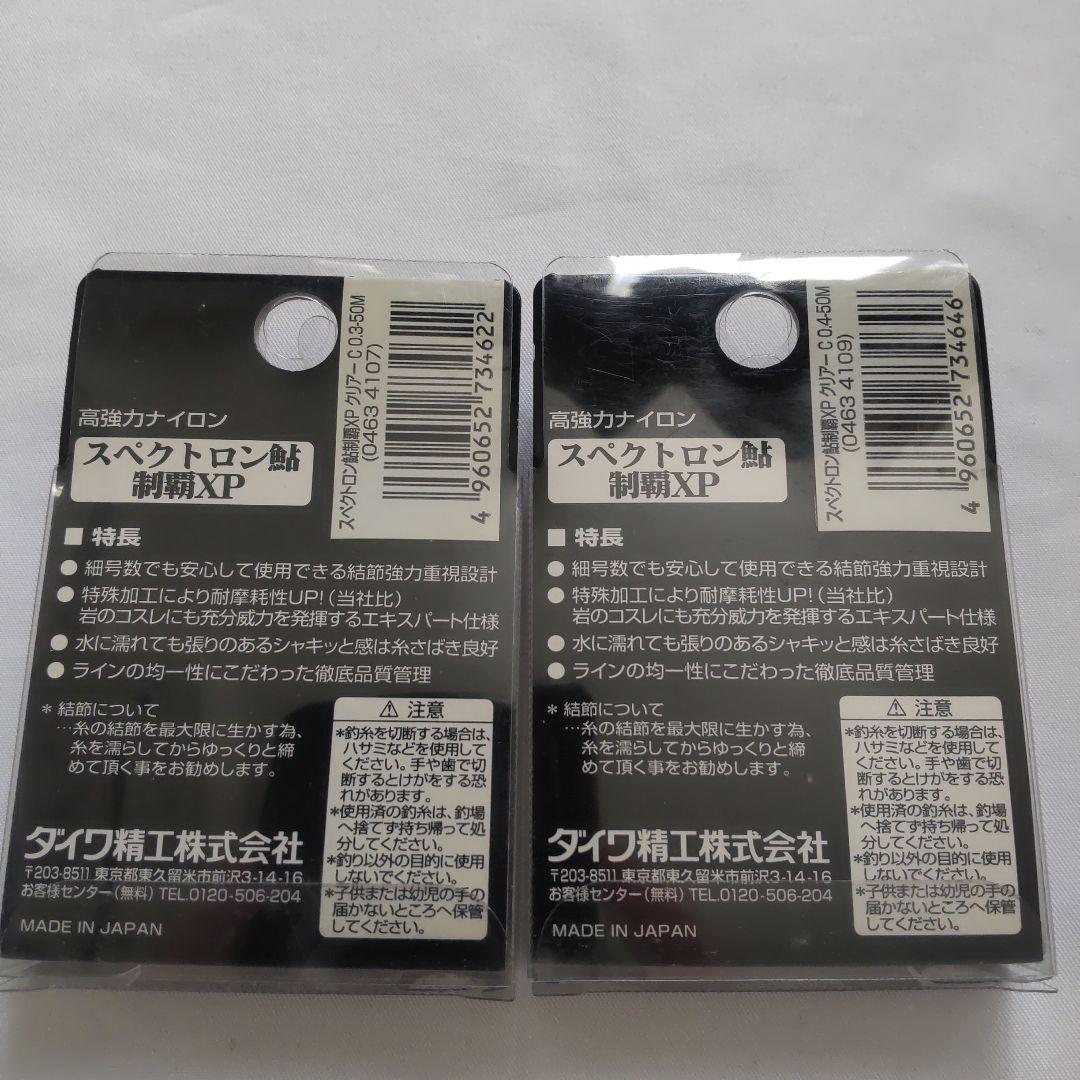 スペクトロン鮎制覇XP クリアー C 0.3-50M
(0463 4107)
4 960652 734622
高強力ナイロン
スペクトロン鮎
制覇XP
■ 特長
● 細号数でも安心して使用できる結節強力重視設計
● 特殊加工により耐摩耗性UP!(当社比)
岩のコスレにも充分威力を発揮するエキスパート仕様
● 水に濡れても張りのあるシャキッと感は糸さばき良好
● ラインの均一性にこだわった徹底品質管理
* 結節について
…糸の結節を最大限に生かす為、
糸を濡らしてからゆっくりと締
めて頂く事をお勧めします。
⚠ 注意
*釣糸を切断する場合は、
ハサミなどを使用して
ください。手や歯で切
断するとけがをする恐
れがあります。
*使用済の釣糸は、釣場
へ捨てず持ち帰って処
分してください。
*釣り以外の目的に使用
しないでください。
*子供または幼児の手の
届かないところへ保管
してください。
ダイワ精工株式会社
〒203-8511 東京都東久留米市前沢3-14-16
お客様センター(無料) TEL.0120-506-204
MADE IN JAPAN
スペクトロン鮎制覇XP クリアー C 0.4-50M
(0463 4109)
4 960652 734646
高強力ナイロン
スペクトロン鮎
制覇XP
■ 特長
● 細号数でも安心して使用できる結節強力重視設計
● 特殊加工により耐摩耗性UP!(当社比)
岩のコスレにも充分威力を発揮するエキスパート仕様
● 水に濡れても張りのあるシャキッと感は糸さばき良好
● ラインの均一性にこだわった徹底品質管理
* 結節について
…糸の結節を最大限に生かす為、
糸を濡らしてからゆっくりと締
めて頂く事をお勧めします。
⚠ 注意
*釣糸を切断する場合は、
ハサミなどを使用して
ください。手や歯で切
断するとけがをする恐
れがあります。
*使用済の釣糸は、釣場
へ捨てず持ち帰って処
分してください。
*釣り以外の目的に使用
しないでください。
*子供または幼児の手の
届かないところへ保管
してください。
ダイワ精工株式会社
〒203-8511 東京都東久留米市前沢3-14-16
お客様センター(無料) TEL.0120-506-204
MADE IN JAPAN